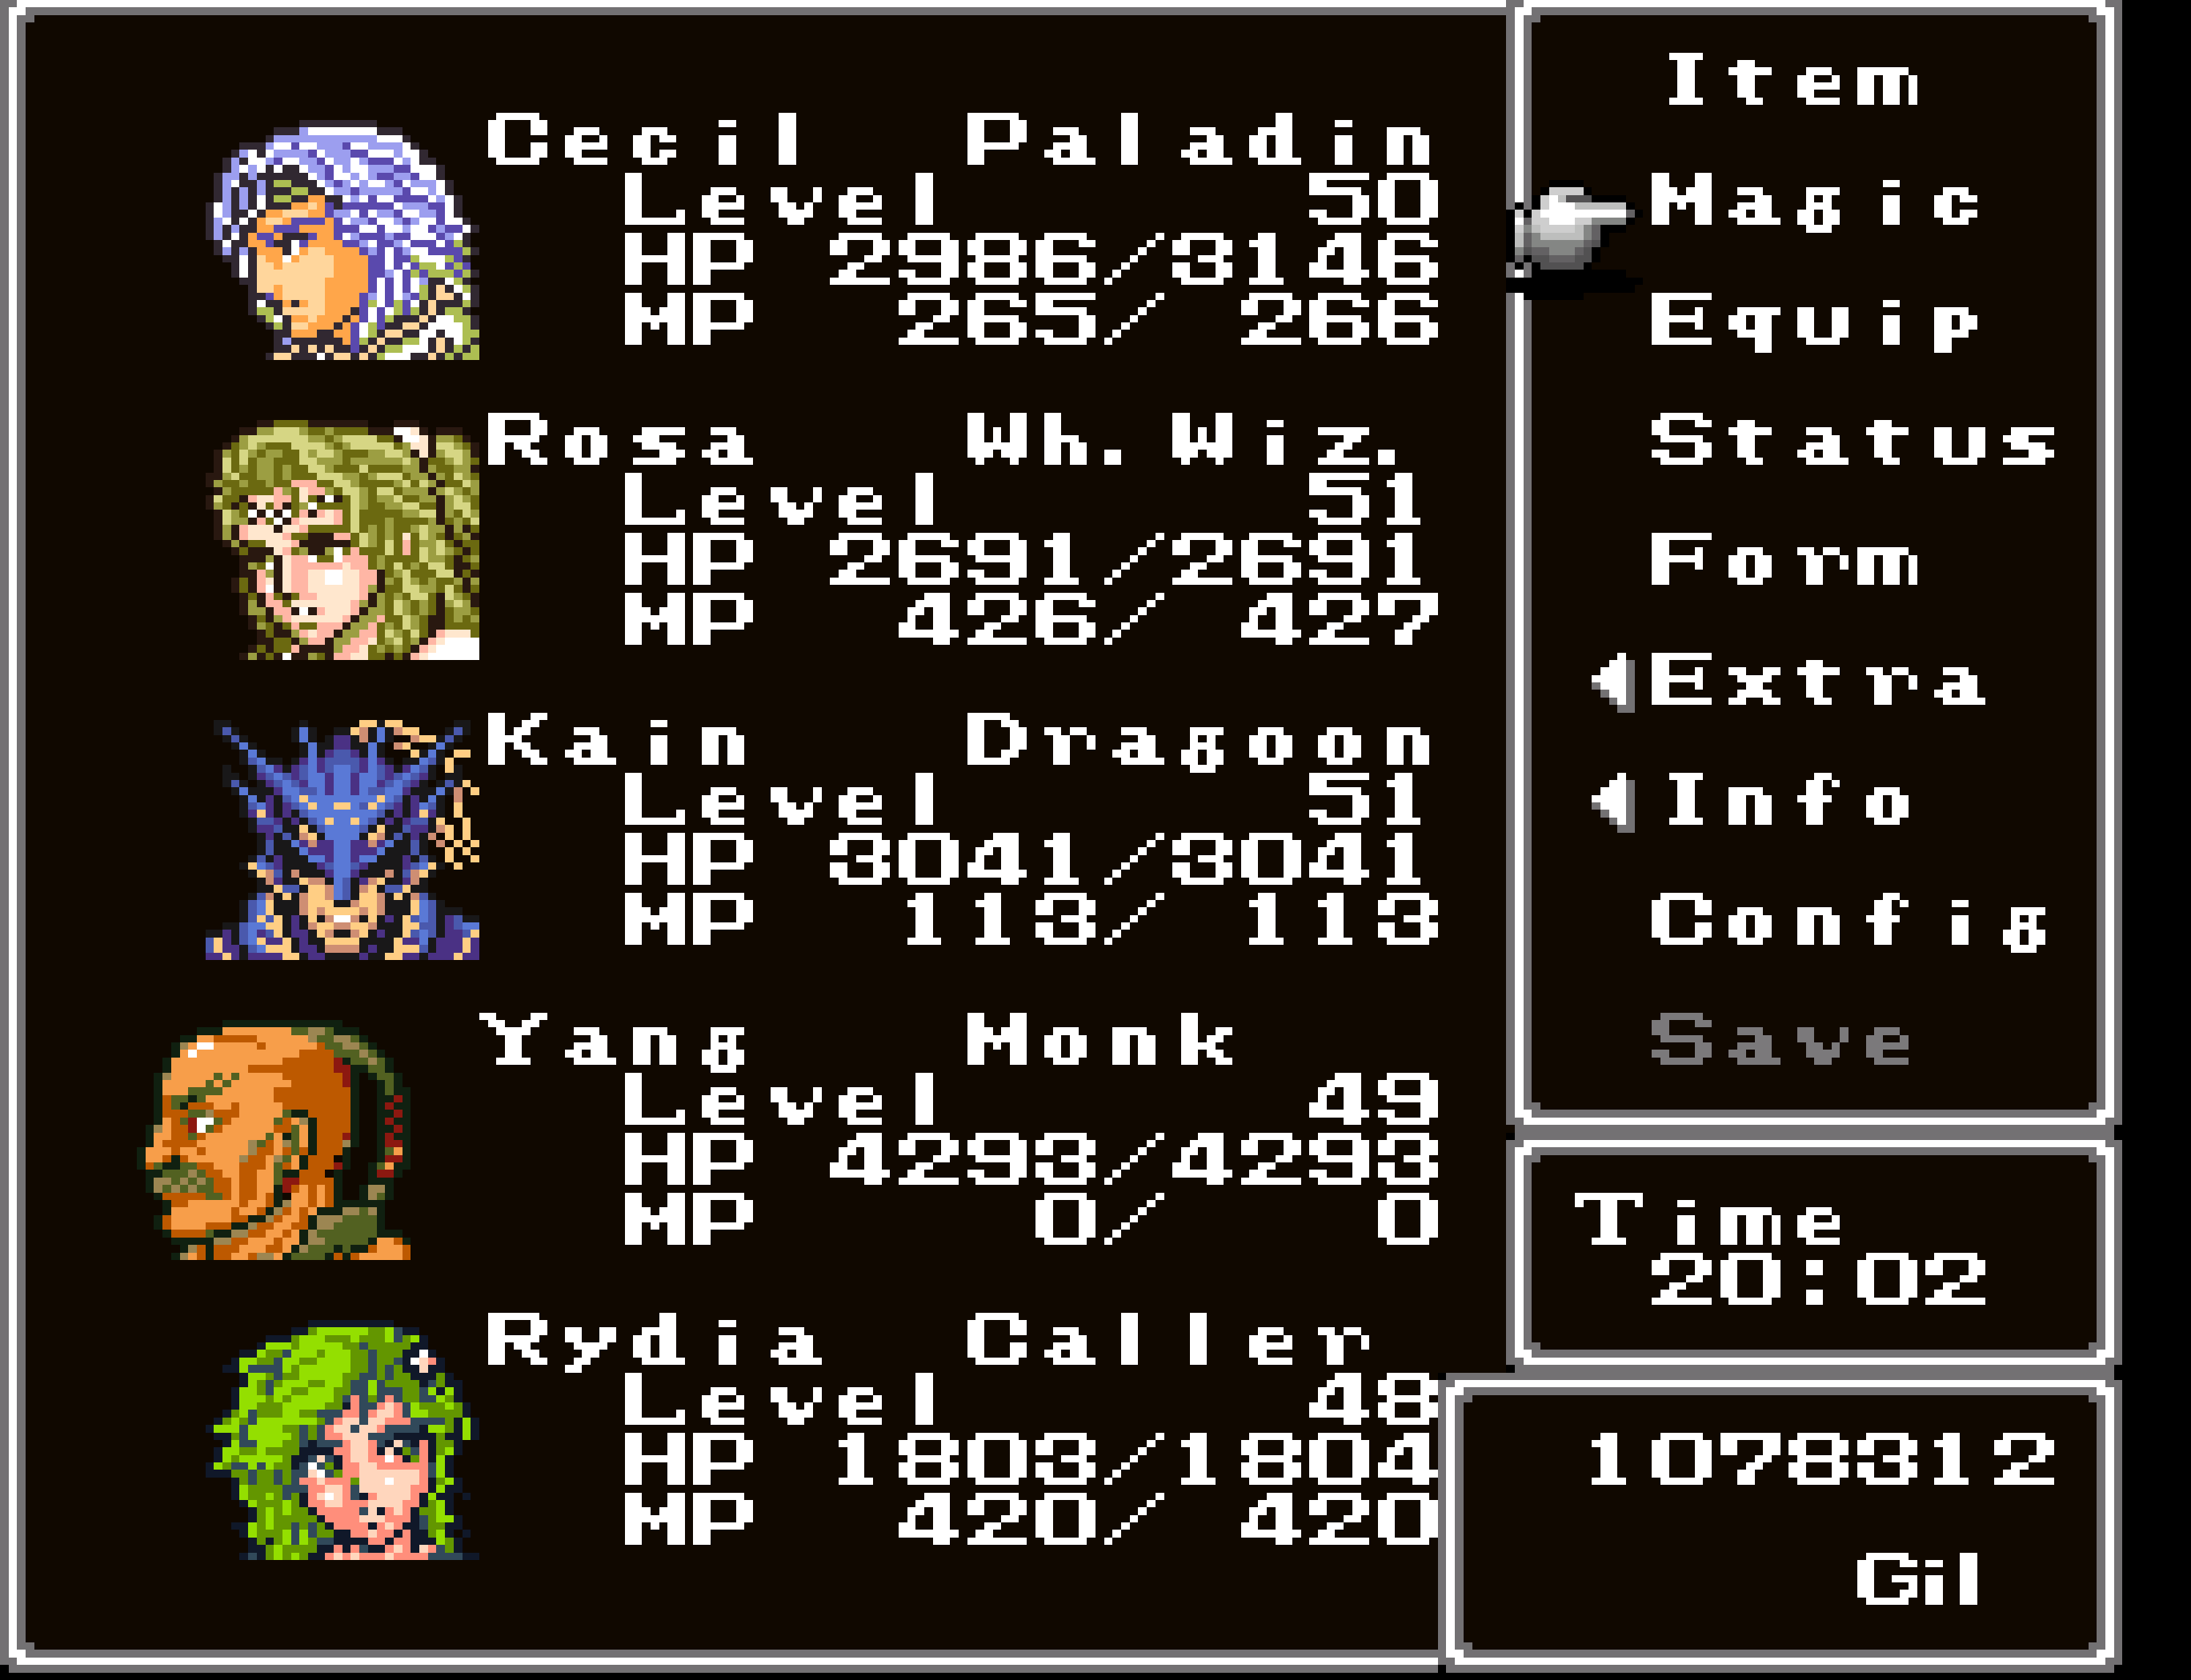 Cecil Paladin
Level 50
HP 2986/3146
MP 265/ 266
Rosa Wh.Wiz.
Level 51
HP 2691/2691
MP 426/ 427
Kain Dragoon
Level 51
HP 3041/3041
MP 113/ 113
Yang Monk
Level 49
HP 4293/4293
MP 0/ 0
Rydia Caller
Level 48
HP 1803/1804
MP 420/ 420
Item
Magic
Equip
Status
Form
Extra
Info
Config
Save
Time
20:02
1078312
Gil